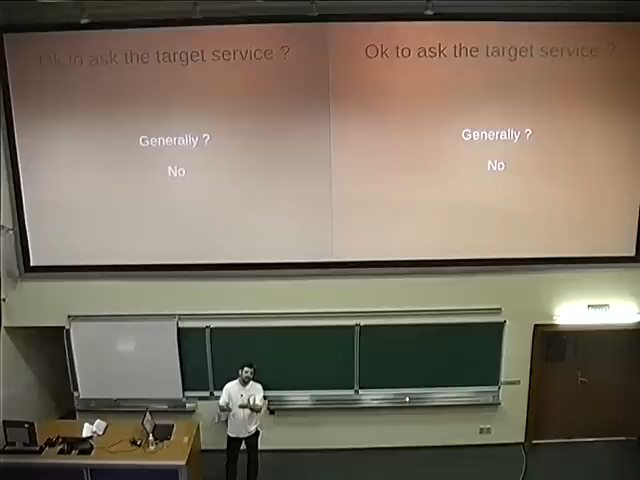 Ok to ask the target service ?
Generally ?
No
Ok to ask the target service ?
Generally ?
No